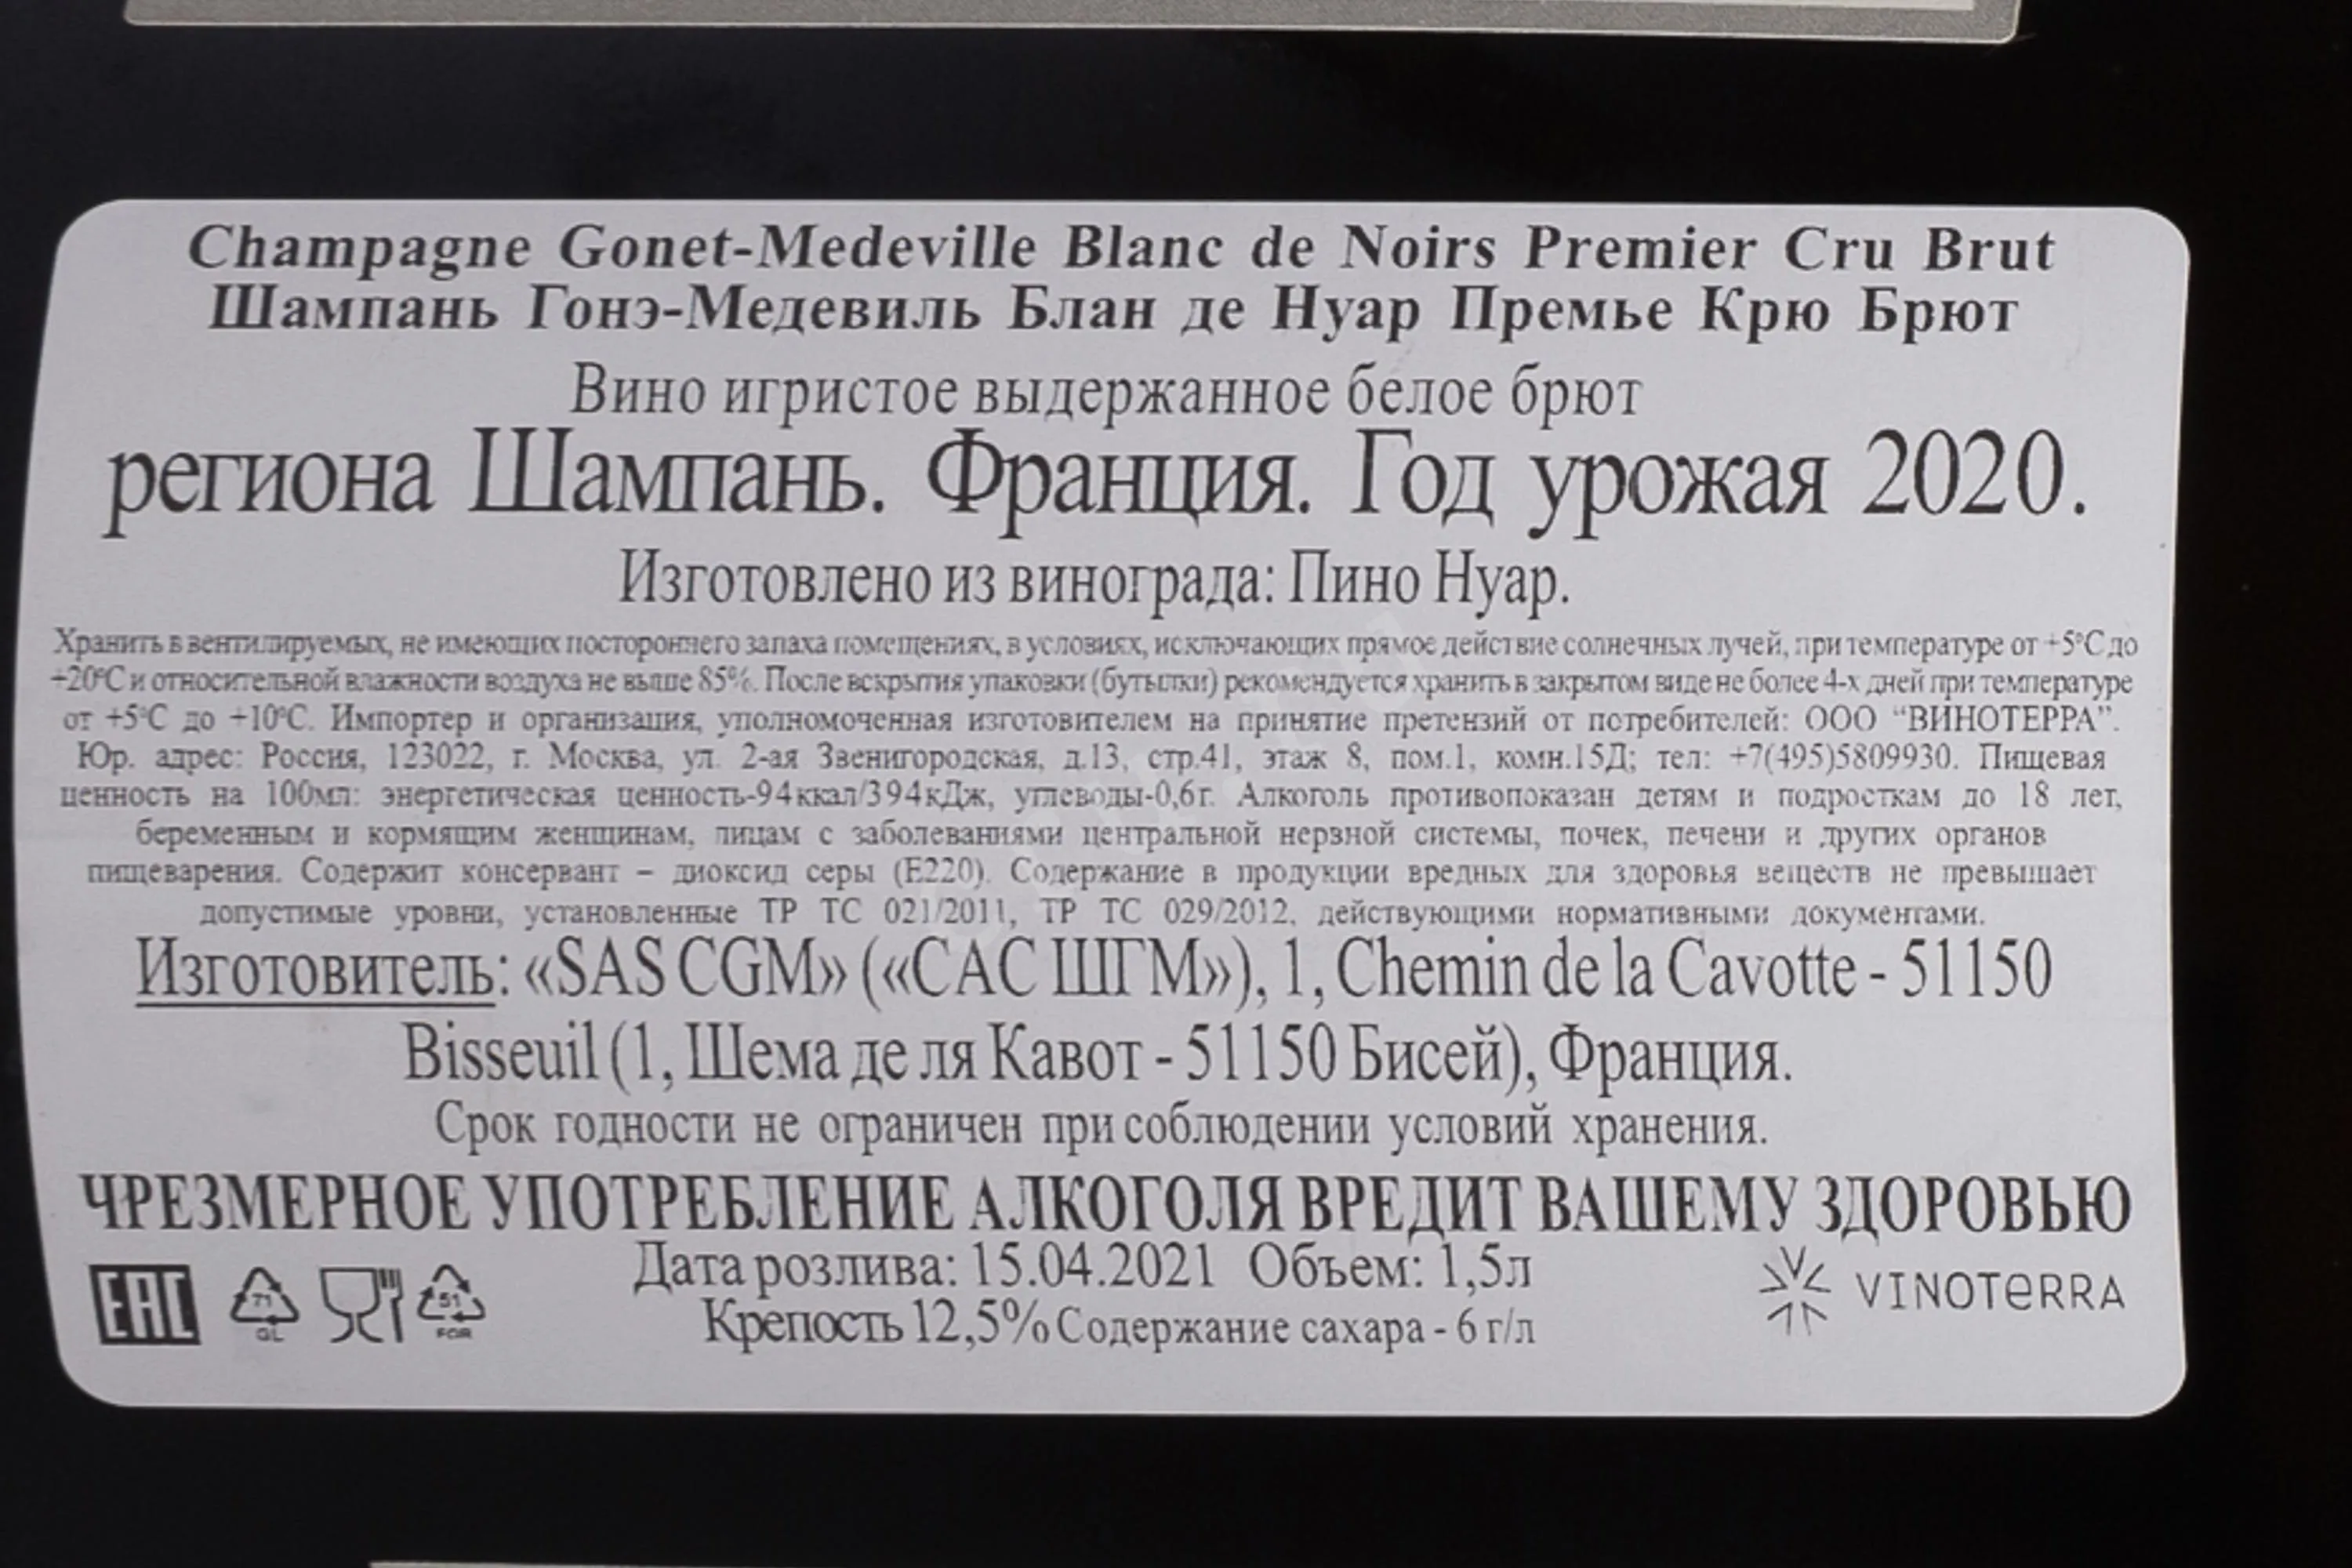 Champagne Gonet-Medeville Blanc de Noirs Premier Cru Brut
Шампань Гонэ-Медевиль Блан де Нуар Премье Крю Брют
Вино игристое выдержанное белое брют
региона Шампань. Франция. Год урожая 2020.
Изготовлено из винограда: Пино Нуар.
Хранить в вентилируемых, не имеющих постороннего запаха помещениях, в условиях, исключающих прямое действие солнечных лучей, при температуре от +5°C до
+20°C и относительной влажности воздуха не выше 85%. После вскрытия упаковки (бутылки) рекомендуется хранить в закрытом виде не более 4-х дней при температуре
от +5°C до +10°C. Импортер и организация, уполномоченная изготовителем на принятие претензий от потребителей: ООО “ВИНОТЕРРА”.
Юр. адрес: Россия, 123022, г. Москва, ул. 2-ая Звенигородская, д.13, стр.41, этаж 8, пом.1, комн.15Д; тел: +7(495)5809930. Пищевая
ценность на 100мл: энергетическая ценность-94ккал/394кДж, углеводы-0,6г. Алкоголь противопоказан детям и подросткам до 18 лет,
беременным и кормящим женщинам, лицам с заболеваниями центральной нервной системы, почек, печени и других органов
пищеварения. Содержит консервант – диоксид серы (E220). Содержание в продукции вредных для здоровья веществ не превышает
допустимые уровни, установленные ТР ТС 021/2011, ТР ТС 029/2012, действующими нормативными документами.
Изготовитель: «SAS CGM» («САС ШГМ»), 1, Chemin de la Cavotte - 51150
Bisseuil (1, Шема де ля Кавот - 51150 Бисей), Франция.
Срок годности не ограничен при соблюдении условий хранения.
ЧРЕЗМЕРНОЕ УПОТРЕБЛЕНИЕ АЛКОГОЛЯ ВРЕДИТ ВАШЕМУ ЗДОРОВЬЮ
Дата розлива: 15.04.2021 Объем: 1,5л
Крепость 12,5% Содержание сахара - 6 г/л
EAC 71 GL 51 FOR
VINOTERRA